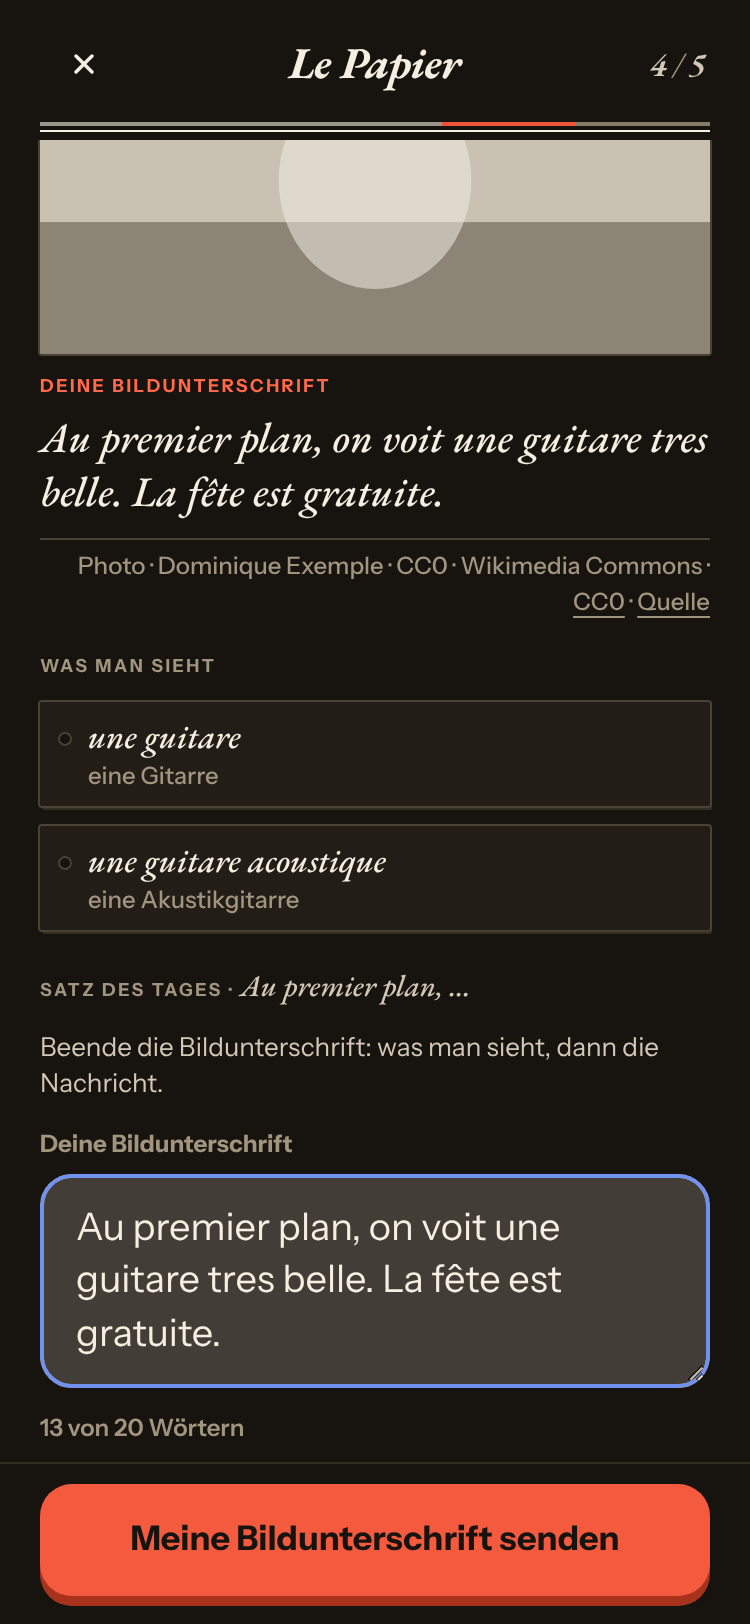 × Le Papier 4 / 5
DEINE BILDUNTERSCHRIFT
Au premier plan, on voit une guitare tres
belle. La fête est gratuite.
Photo · Dominique Exemple · CC0 · Wikimedia Commons ·
CC0 · Quelle
WAS MAN SIEHT
une guitare
eine Gitarre
une guitare acoustique
eine Akustikgitarre
SATZ DES TAGES · Au premier plan, ...
Beende die Bildunterschrift: was man sieht, dann die
Nachricht.
Deine Bildunterschrift
Au premier plan, on voit une
guitare tres belle. La fête est
gratuite.
13 von 20 Wörtern
Meine Bildunterschrift senden